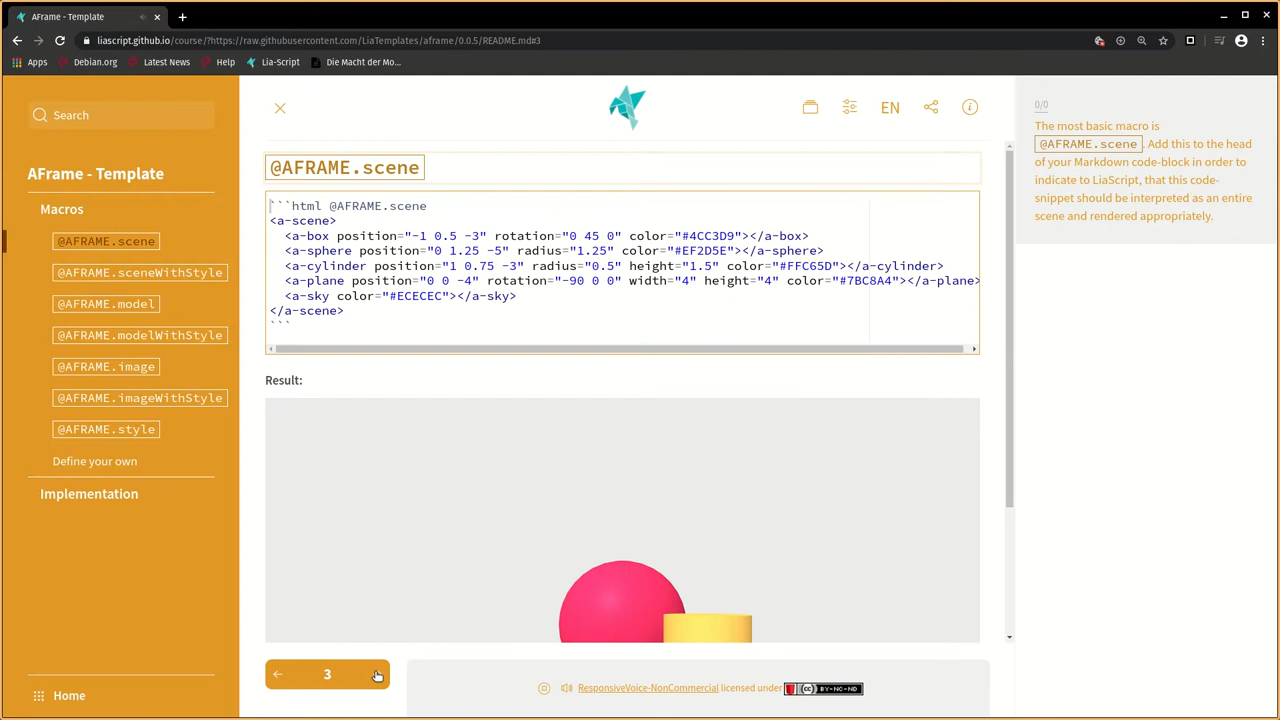 AFrame - Template
liascript.github.io/course/?https://raw.githubusercontent.com/LiaTemplates/aframe/0.0.5/README.md#3
Apps
Debian.org
Latest News
Help
Lia-Script
Die Macht der Mo...
Search
AFrame - Template
Macros
@AFRAME.scene
@AFRAME.sceneWithStyle
@AFRAME.model
@AFRAME.modelWithStyle
@AFRAME.image
@AFRAME.imageWithStyle
@AFRAME.style
Define your own
Implementation
Home
EN
@AFRAME.scene
```html @AFRAME.scene
<a-scene>
<a-box position="-1 0.5 -3" rotation="0 45 0" color="#4CC3D9"></a-box>
<a-sphere position="0 1.25 -5" radius="1.25" color="#EF2D5E"></a-sphere>
<a-cylinder position="1 0.75 -3" radius="0.5" height="1.5" color="#FFC65D"></a-cylinder>
<a-plane position="0 0 -4" rotation="-90 0 0" width="4" height="4" color="#7BC8A4"></a-plane>
<a-sky color="#ECECEC"></a-sky>
</a-scene>
```
Result:
3
ResponsiveVoice-NonCommercial licensed under
BY-NC-ND
0/0
The most basic macro is
@AFRAME.scene. Add this to the head
of your Markdown code-block in order to
indicate to LiaScript, that this code-
snippet should be interpreted as an entire
scene and rendered appropriately.